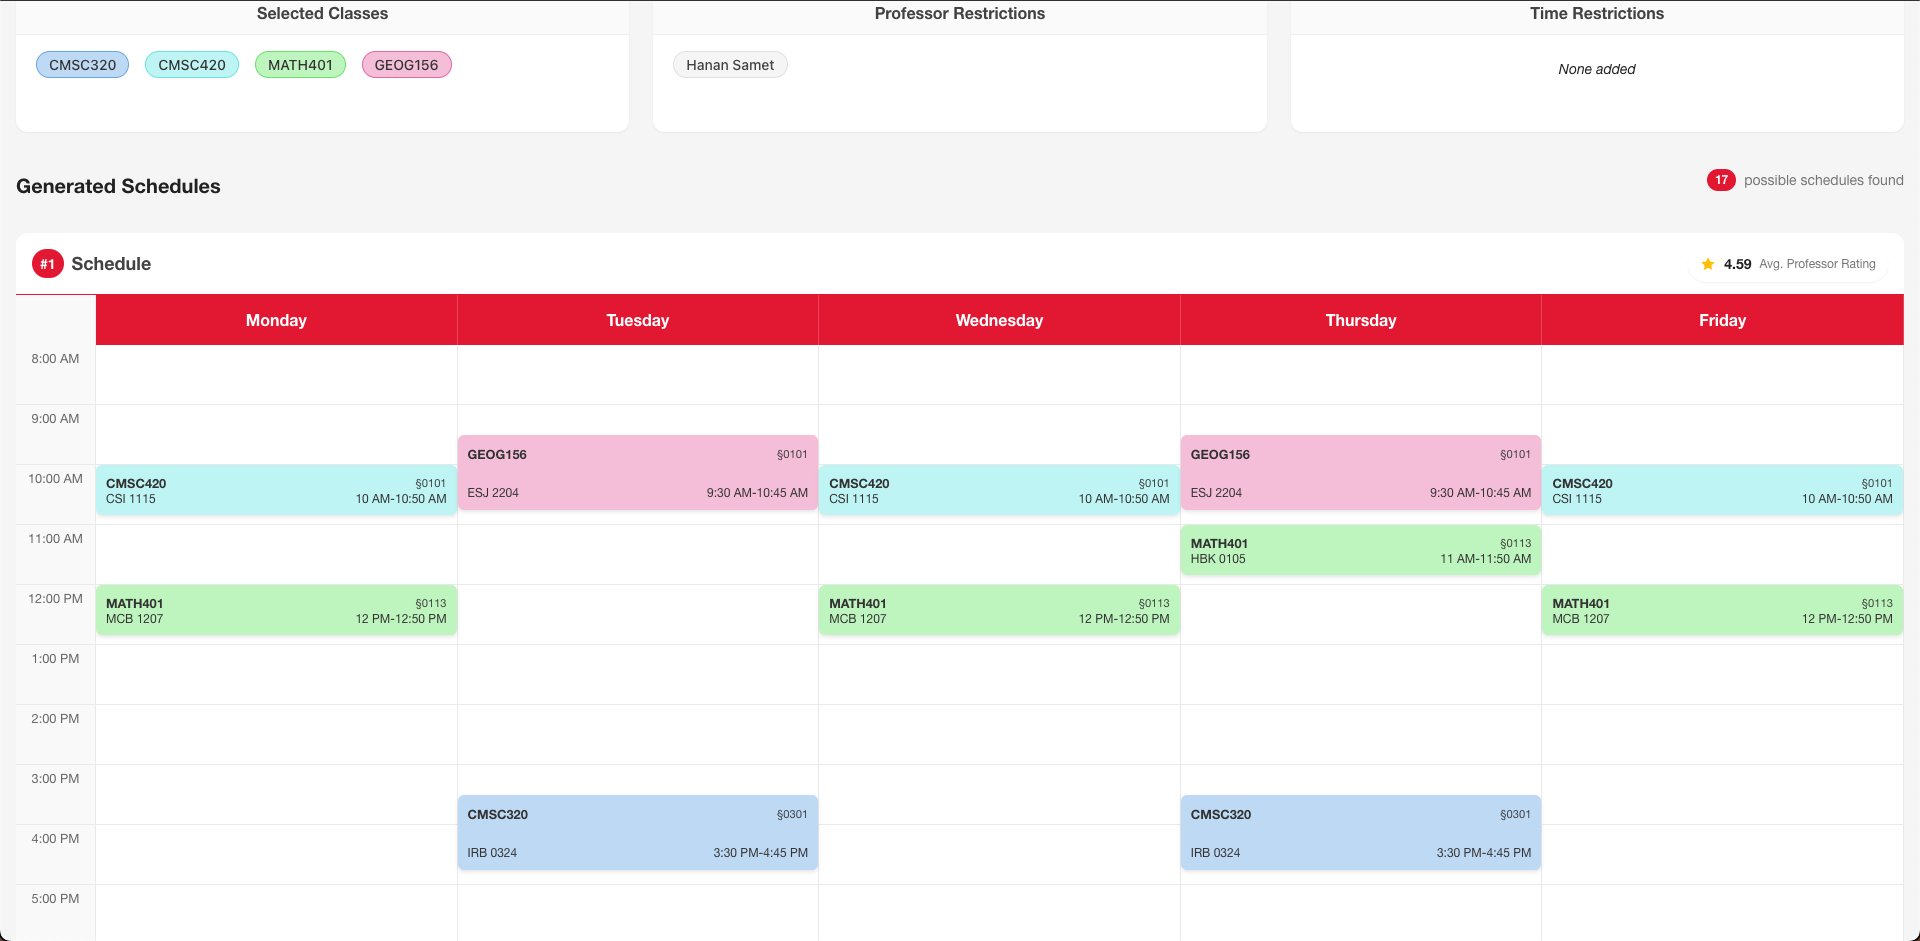 Selected Classes
Professor Restrictions
Time Restrictions
CMSC320
CMSC420
MATH401
GEOG156
Hanan Samet
None added
Generated Schedules
17 possible schedules found
#1 Schedule
4.59 Avg. Professor Rating
Monday
Tuesday
Wednesday
Thursday
Friday
8:00 AM
9:00 AM
GEOG156 §0101
ESJ 2204 9:30 AM-10:45 AM
GEOG156 §0101
ESJ 2204 9:30 AM-10:45 AM
10:00 AM
CMSC420 §0101
CSI 1115 10 AM-10:50 AM
CMSC420 §0101
CSI 1115 10 AM-10:50 AM
CMSC420 §0101
CSI 1115 10 AM-10:50 AM
11:00 AM
MATH401 §0113
HBK 0105 11 AM-11:50 AM
12:00 PM
MATH401 §0113
MCB 1207 12 PM-12:50 PM
MATH401 §0113
MCB 1207 12 PM-12:50 PM
MATH401 §0113
MCB 1207 12 PM-12:50 PM
1:00 PM
2:00 PM
3:00 PM
CMSC320 §0301
IRB 0324 3:30 PM-4:45 PM
CMSC320 §0301
IRB 0324 3:30 PM-4:45 PM
4:00 PM
5:00 PM